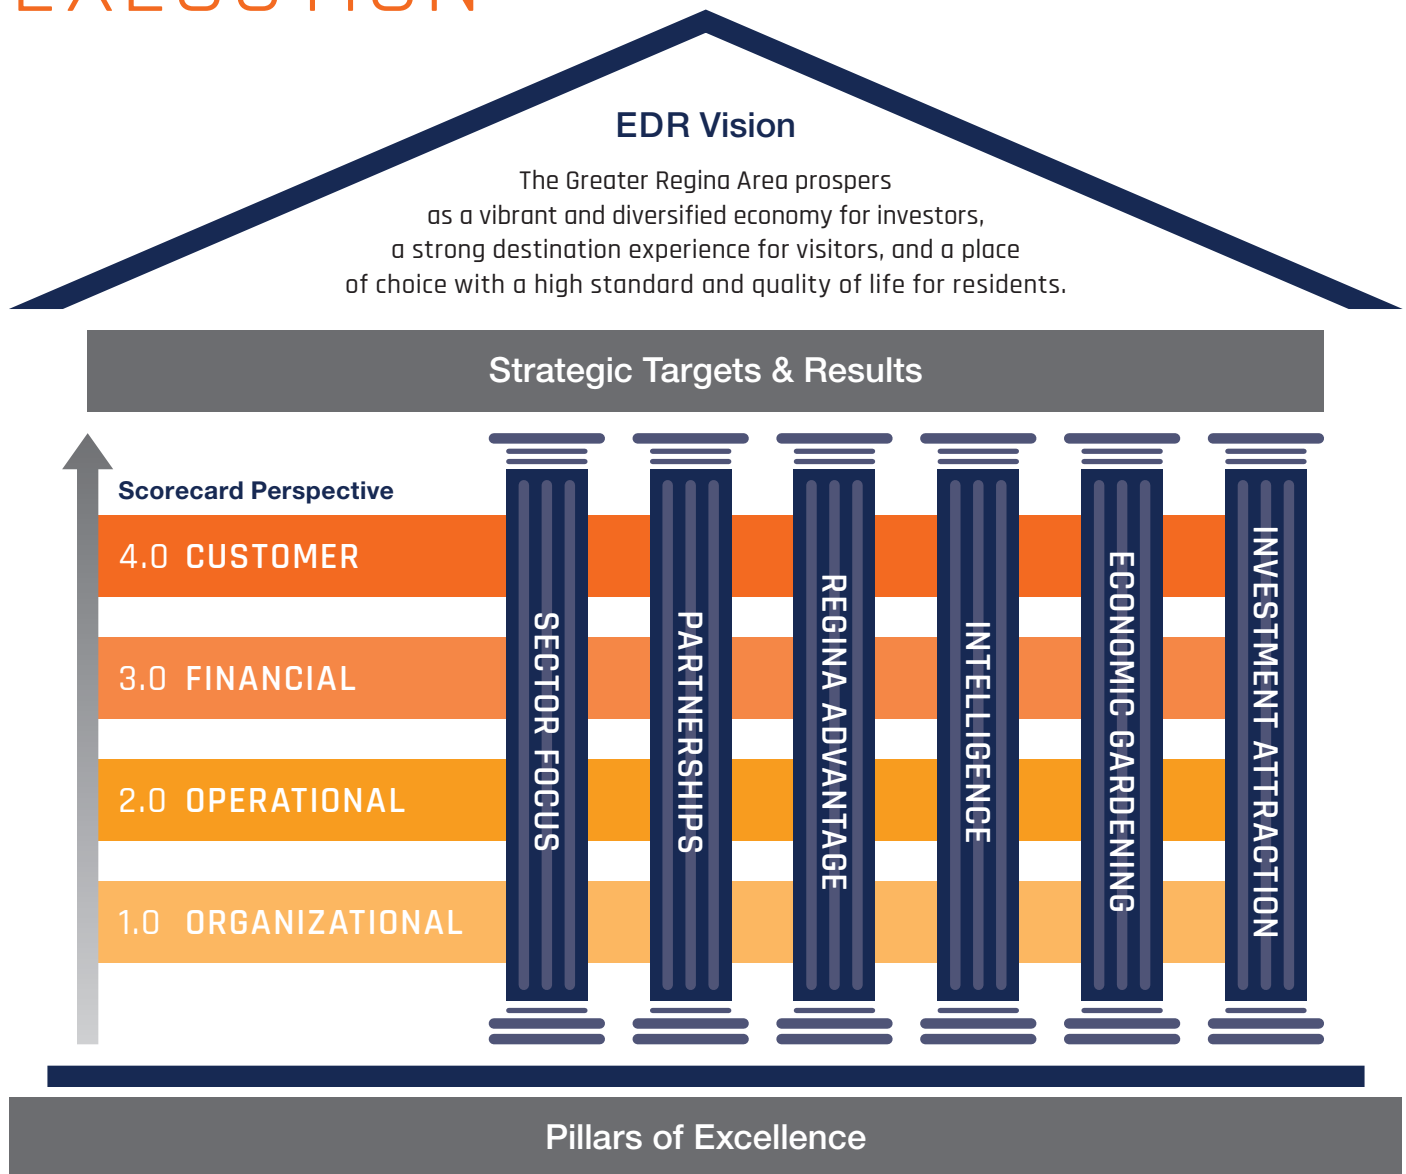 EXECUTION
EDR Vision
The Greater Regina Area prospers
as a vibrant and diversified economy for investors,
a strong destination experience for visitors, and a place
of choice with a high standard and quality of life for residents.
Strategic Targets & Results
Scorecard Perspective
4.0 CUSTOMER
3.0 FINANCIAL
2.0 OPERATIONAL
1.0 ORGANIZATIONAL
SECTOR FOCUS
PARTNERSHIPS
REGINA ADVANTAGE
INTELLIGENCE
ECONOMIC GARDENING
INVESTMENT ATTRACTION
Pillars of Excellence